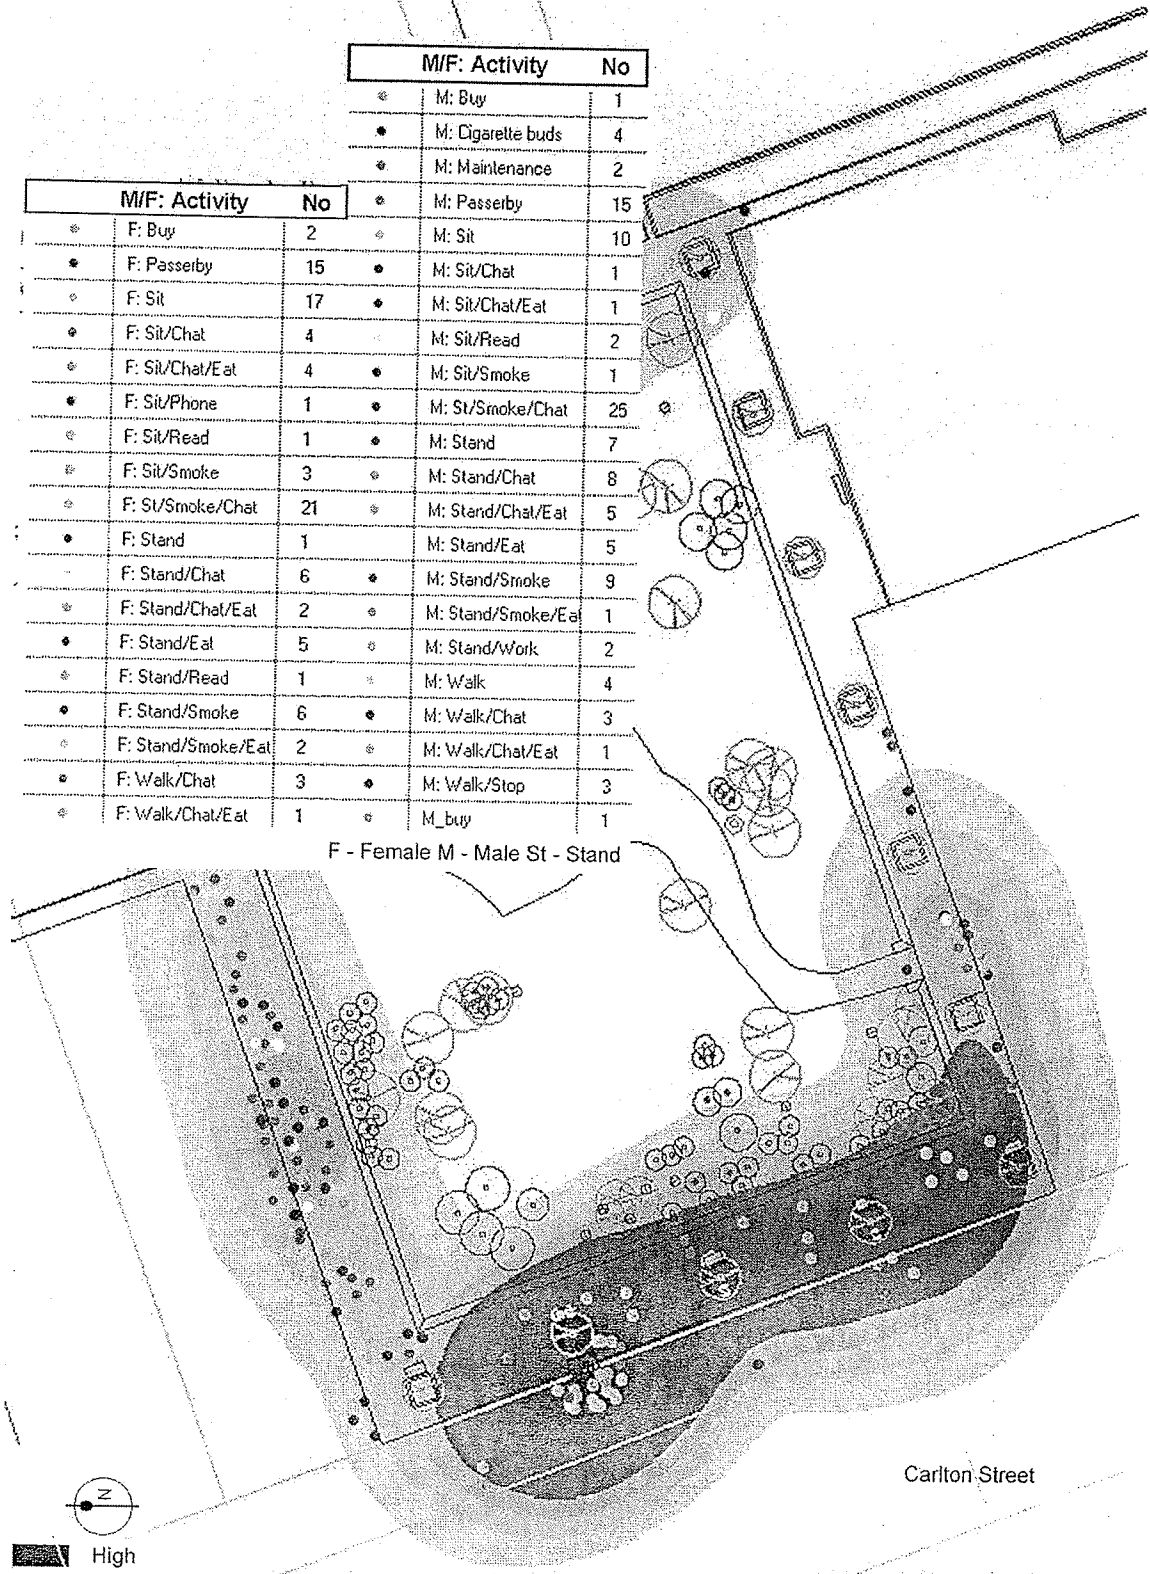 M/F: Activity No
M: Buy 1
M: Cigarette buds 4
M: Maintenance 2
M: Passerby 15
M: Sit 10
M: Sit/Chat 1
M: Sit/Chat/Eat 1
M: Sit/Read 2
M: Sit/Smoke 1
M: St/Smoke/Chat 25
M: Stand 7
M: Stand/Chat 8
M: Stand/Chat/Eat 5
M: Stand/Eat 5
M: Stand/Smoke 9
M: Stand/Smoke/Eat 1
M: Stand/Work 2
M: Walk 4
M: Walk/Chat 3
M: Walk/Chat/Eat 1
M: Walk/Stop 3
M_buy 1
M/F: Activity No
F: Buy 2
F: Passerby 15
F: Sit 17
F: Sit/Chat 4
F: Sit/Chat/Eat 4
F: Sit/Phone 1
F: Sit/Read 1
F: Sit/Smoke 3
F: St/Smoke/Chat 21
F: Stand 1
F: Stand/Chat 6
F: Stand/Chat/Eat 2
F: Stand/Eat 5
F: Stand/Read 1
F: Stand/Smoke 6
F: Stand/Smoke/Eat 2
F: Walk/Chat 3
F: Walk/Chat/Eat 1
F - Female M - Male St - Stand
Carlton Street
N
High